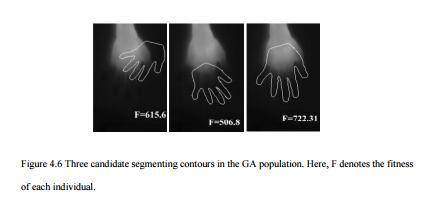 F=615.6
F=506.8
F=722.31
Figure 4.6 Three candidate segmenting contours in the GA population. Here, F denotes the fitness
of each individual.